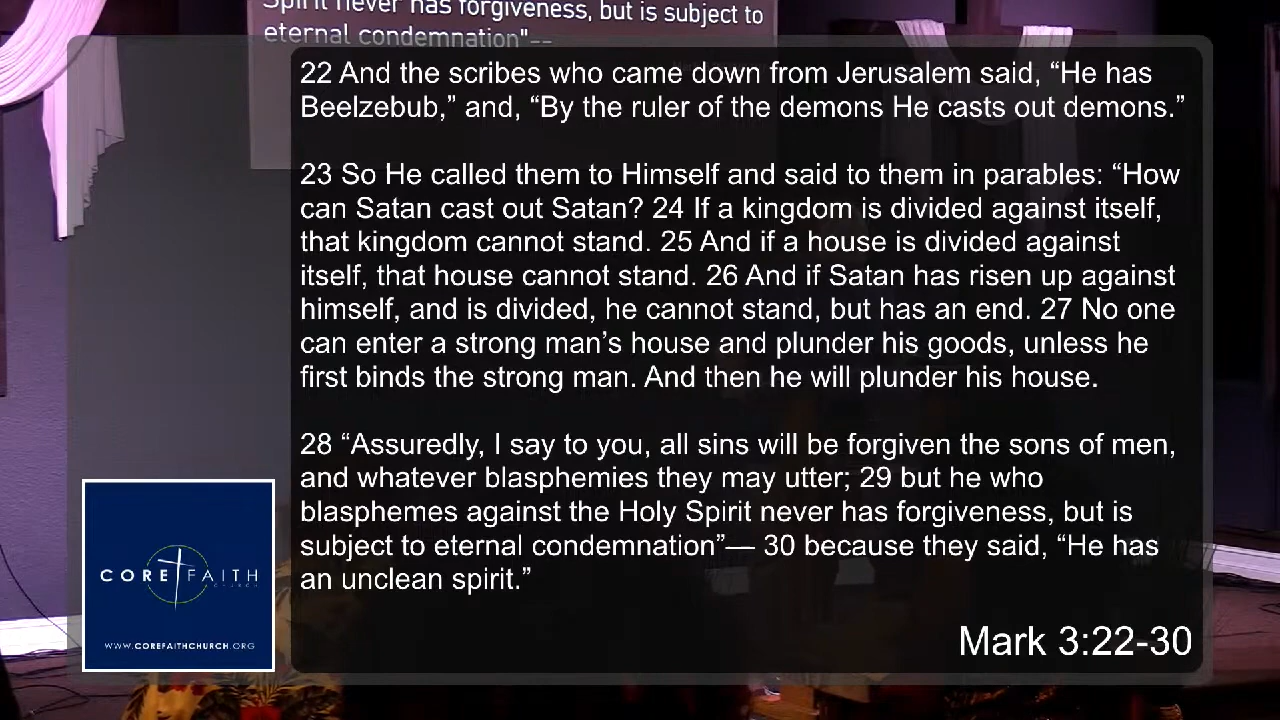 Spirit never has forgiveness, but is subject to
eternal condemnation"--
22 And the scribes who came down from Jerusalem said, “He has
Beelzebub,” and, “By the ruler of the demons He casts out demons.”
23 So He called them to Himself and said to them in parables: “How
can Satan cast out Satan? 24 If a kingdom is divided against itself,
that kingdom cannot stand. 25 And if a house is divided against
itself, that house cannot stand. 26 And if Satan has risen up against
himself, and is divided, he cannot stand, but has an end. 27 No one
can enter a strong man’s house and plunder his goods, unless he
first binds the strong man. And then he will plunder his house.
28 “Assuredly, I say to you, all sins will be forgiven the sons of men,
and whatever blasphemies they may utter; 29 but he who
blasphemes against the Holy Spirit never has forgiveness, but is
subject to eternal condemnation”— 30 because they said, “He has
an unclean spirit.”
Mark 3:22-30
CORE FAITH
CHURCH
WWW.COREFAITHCHURCH.ORG